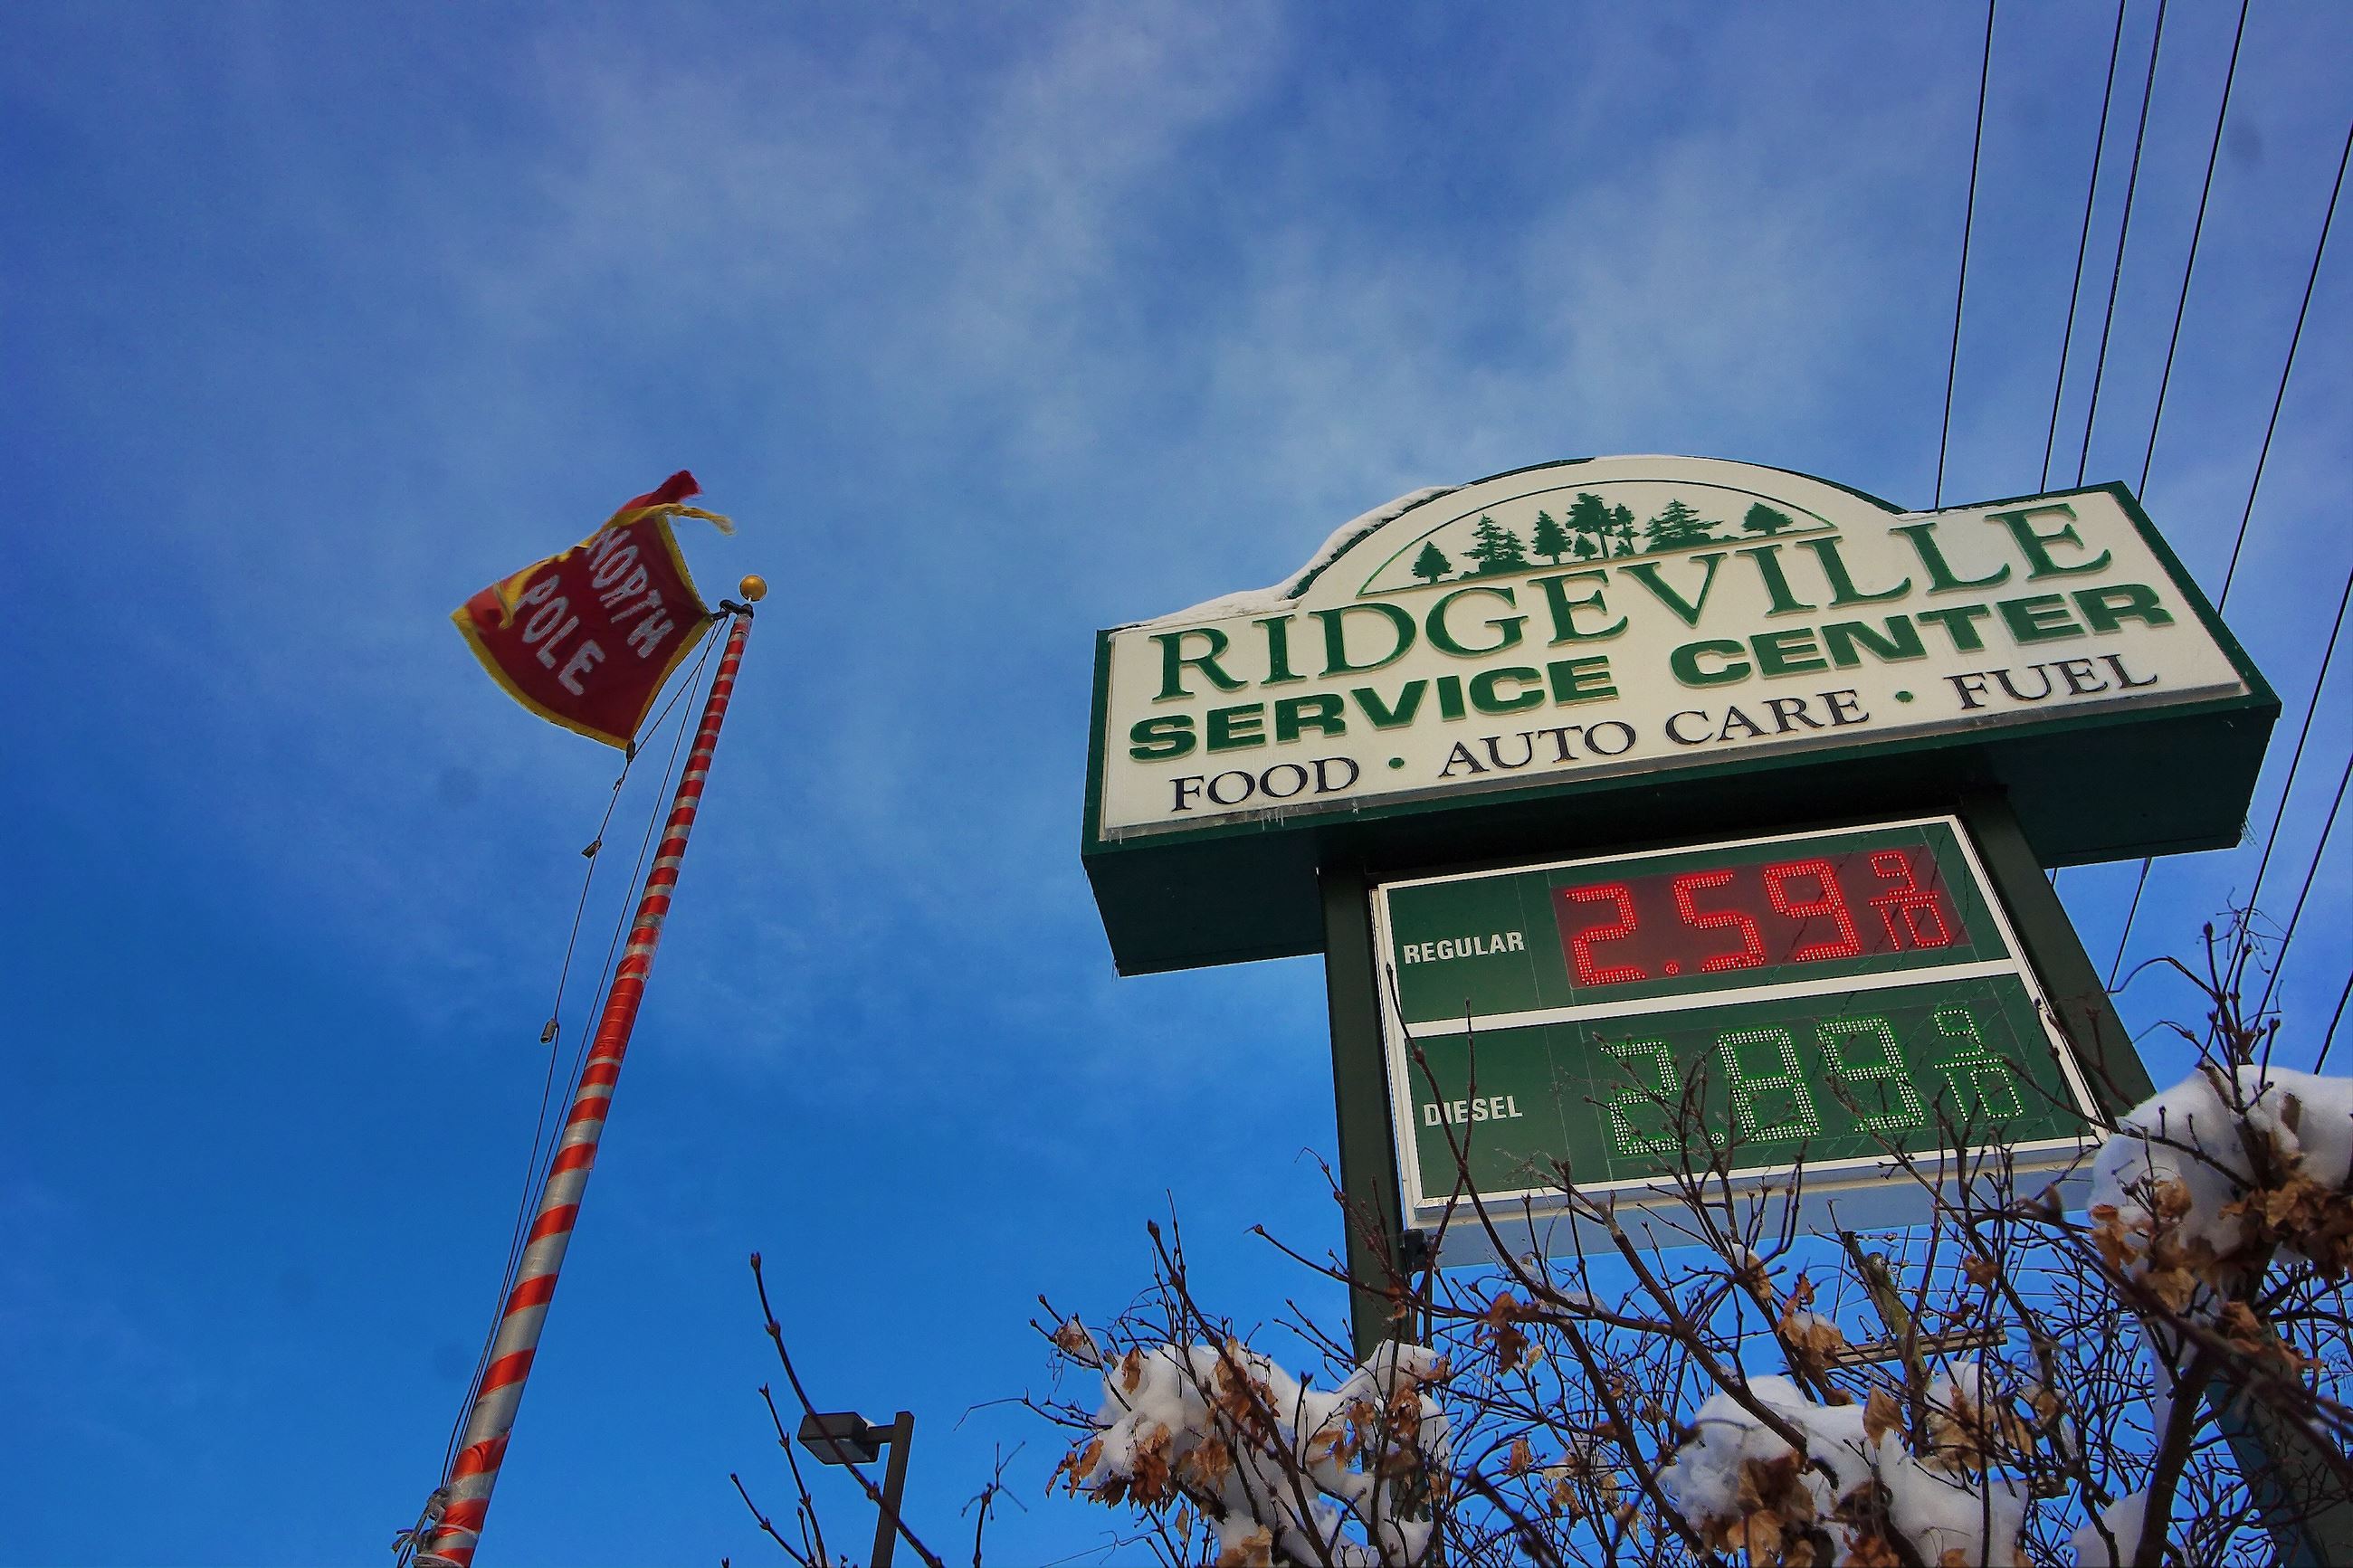 NORTH
POLE
RIDGEVILLE
SERVICE CENTER
FOOD · AUTO CARE · FUEL
REGULAR 2.59 9/10
DIESEL 2.89 9/10